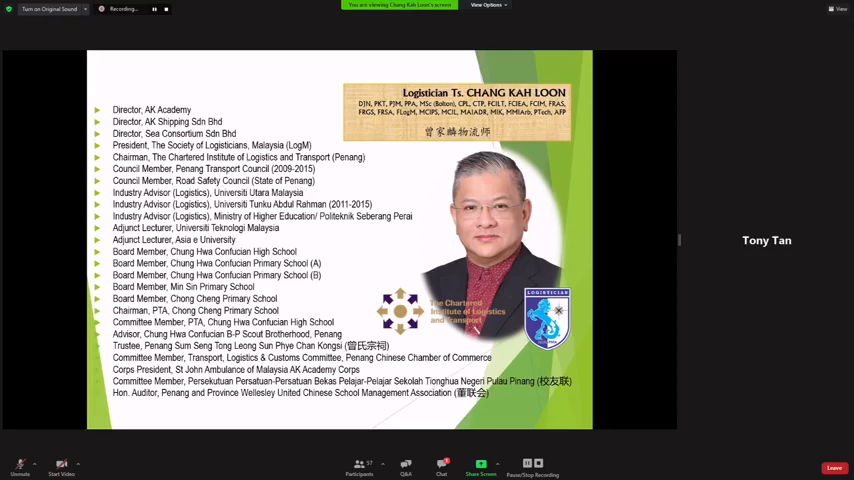 Turn on Original Sound
Recording...
You are viewing Chang Kah Loon's screen
View Options
View
Logistician Ts. CHANG KAH LOON
DJN, PKT, PJM, PPA, MSc (Bolton), CPL, CTP, FCILT, FCIEA, FCIM, FRAS,
FRGS, FRSA, FLogM, MCIPS, MCIL, MAIADR, MIK, MMIArb, PTech, AFP
曾家麟物流师
Director, AK Academy
Director, AK Shipping Sdn Bhd
Director, Sea Consortium Sdn Bhd
President, The Society of Logisticians, Malaysia (LogM)
Chairman, The Chartered Institute of Logistics and Transport (Penang)
Council Member, Penang Transport Council (2009-2015)
Council Member, Road Safety Council (State of Penang)
Industry Advisor (Logistics), Universiti Utara Malaysia
Industry Advisor (Logistics), Universiti Tunku Abdul Rahman (2011-2015)
Industry Advisor (Logistics), Ministry of Higher Education/ Politeknik Seberang Perai
Adjunct Lecturer, Universiti Teknologi Malaysia
Adjunct Lecturer, Asia e University
Board Member, Chung Hwa Confucian High School
Board Member, Chung Hwa Confucian Primary School (A)
Board Member, Chung Hwa Confucian Primary School (B)
Board Member, Min Sin Primary School
Board Member, Chong Cheng Primary School
Chairman, PTA, Chong Cheng Primary School
Committee Member, PTA, Chung Hwa Confucian High School
Advisor, Chung Hwa Confucian B-P Scout Brotherhood, Penang
Trustee, Penang Sum Seng Tong Leong Sun Phye Chan Kongsi (曾氏宗祠)
Committee Member, Transport, Logistics & Customs Committee, Penang Chinese Chamber of Commerce
Corps President, St John Ambulance of Malaysia AK Academy Corps
Committee Member, Persekutuan Persatuan-Persatuan Bekas Pelajar-Pelajar Sekolah Tionghua Negeri Pulau Pinang (校友联)
Hon. Auditor, Penang and Province Wellesley United Chinese School Management Association (董联会)
The Chartered
Institute of Logistics
and Transport
LOGISTICIAN
Tony Tan
Unmute
Start Video
Participants
57
Q&A
Chat
Share Screen
Pause/Stop Recording
Leave